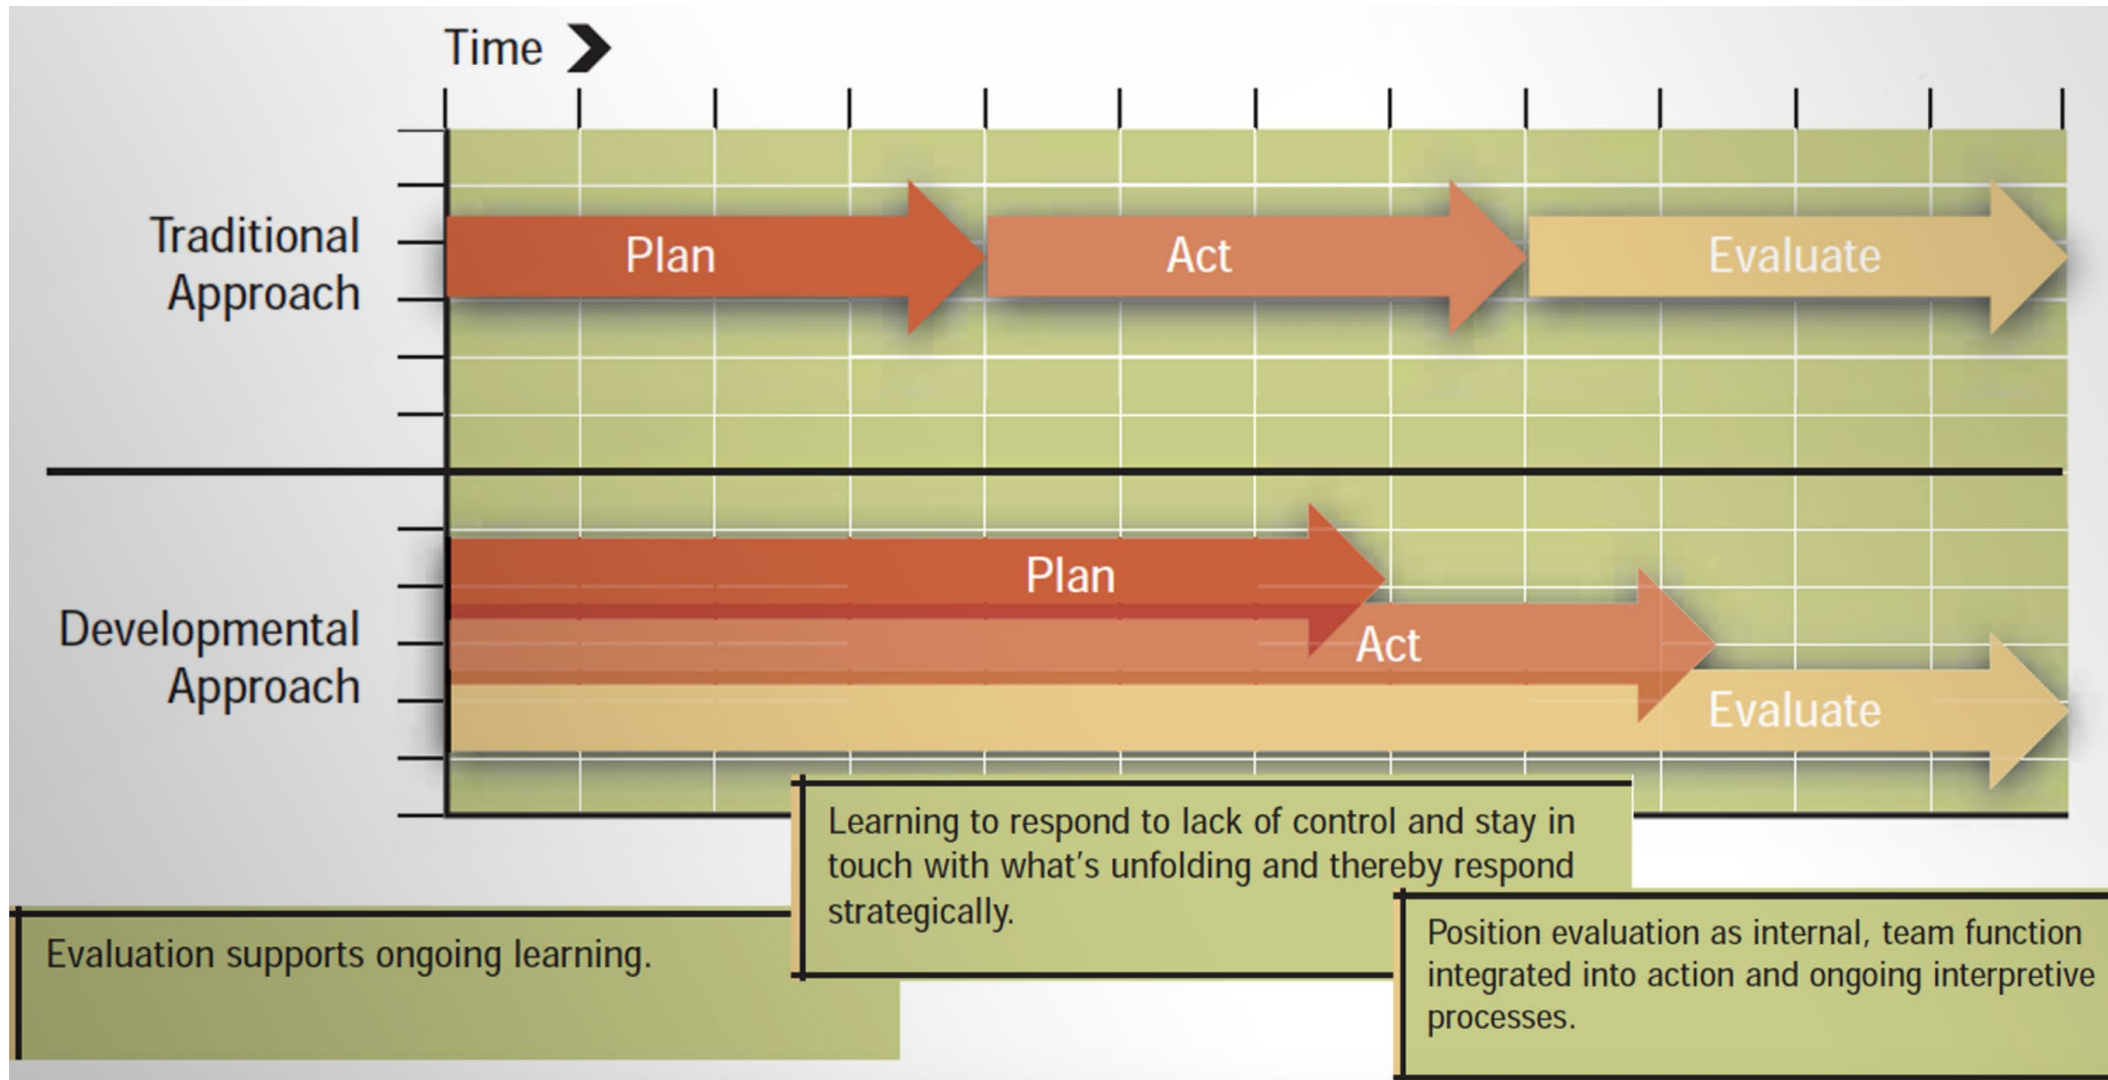 Time
Traditional
Approach
Plan
Act
Evaluate
Developmental
Approach
Plan
Act
Evaluate
Evaluation supports ongoing learning.
Learning to respond to lack of control and stay in
touch with what's unfolding and thereby respond
strategically.
Position evaluation as internal, team function
integrated into action and ongoing interpretive
processes.